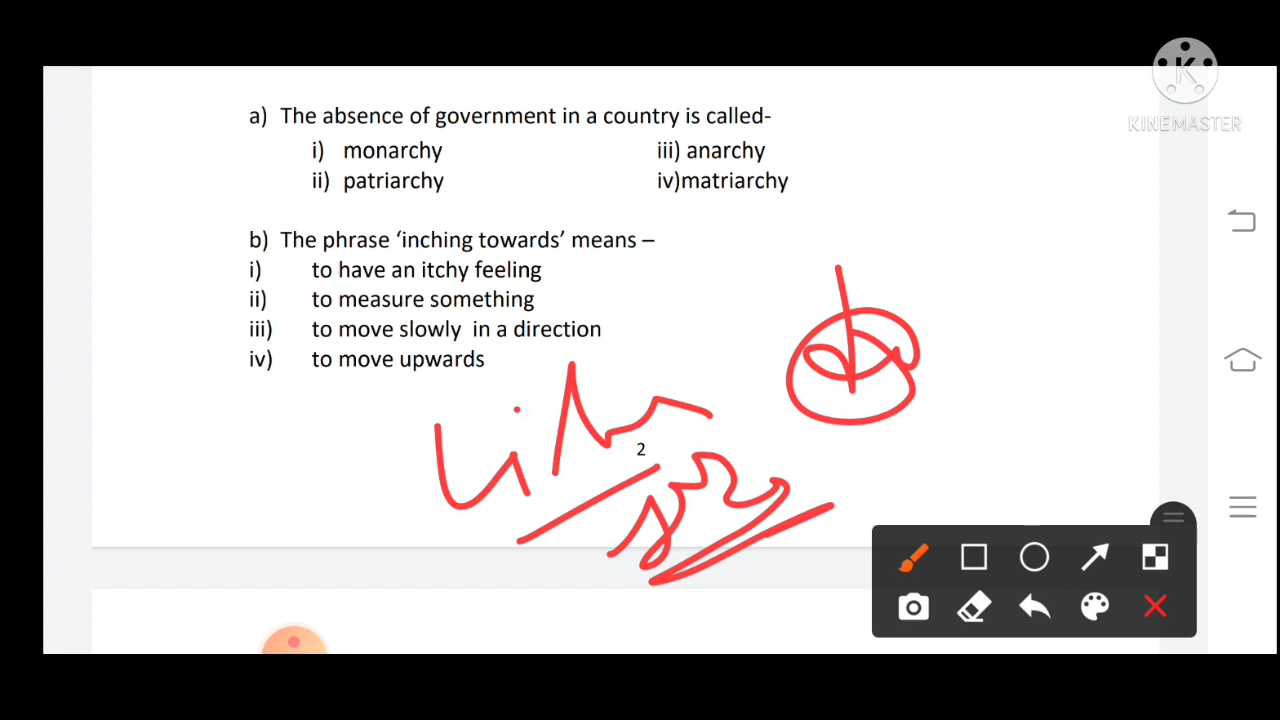 KINEMASTER
a) The absence of government in a country is called-
i) monarchy iii) anarchy
ii) patriarchy iv)matriarchy
b) The phrase ‘inching towards’ means –
i) to have an itchy feeling
ii) to measure something
iii) to move slowly in a direction
iv) to move upwards
2